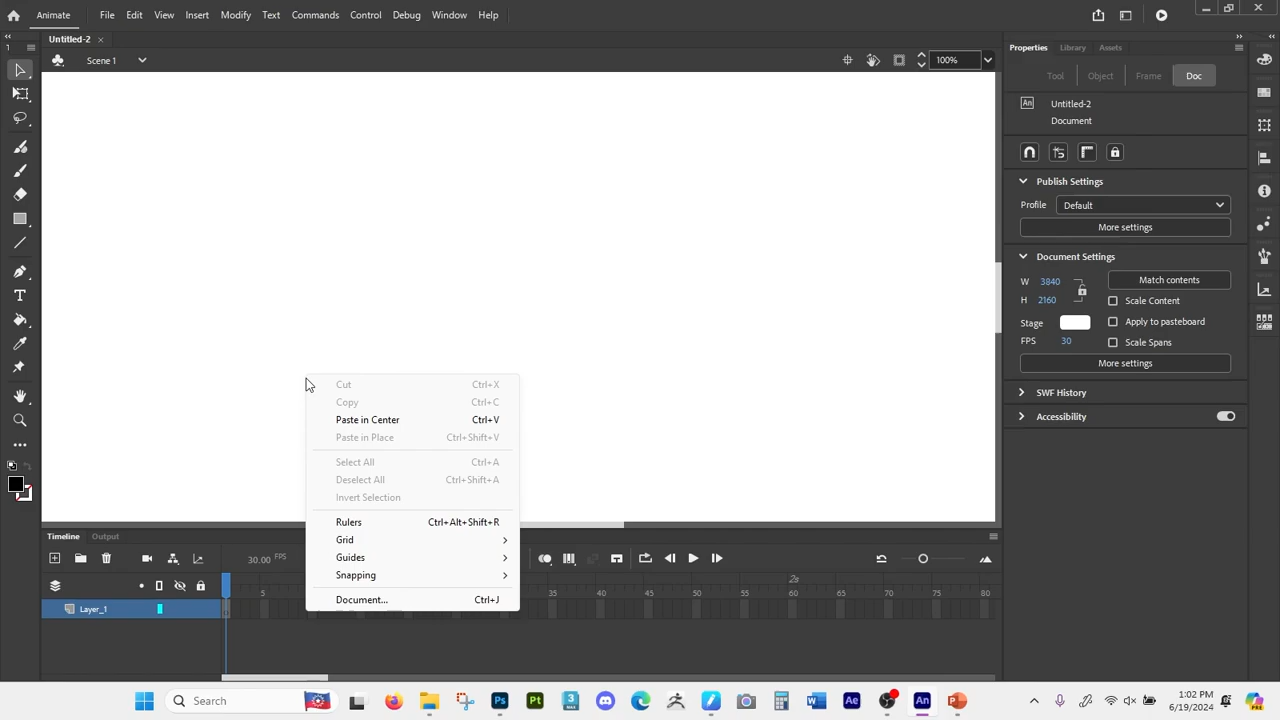 Animate File Edit View Insert Modify Text Commands Control Debug Window Help
Untitled-2
Scene 1
100%
Properties Library Assets
Tool Object Frame Doc
An Untitled-2
Document
Publish Settings
Profile Default
More settings
Document Settings
W 3840 Match contents
H 2160 Scale Content
Stage Apply to pasteboard
FPS 30 Scale Spans
More settings
SWF History
Accessibility
1
Cut Ctrl+X
Copy Ctrl+C
Paste in Center Ctrl+V
Paste in Place Ctrl+Shift+V
Select All Ctrl+A
Deselect All Ctrl+Shift+A
Invert Selection
Rulers Ctrl+Alt+Shift+R
Grid
Guides
Snapping
Document... Ctrl+J
Timeline Output
30.00 FPS
2s
5 35 40 45 50 55 60 65 70 75 80
Layer_1
Search
1:02 PM
6/19/2024